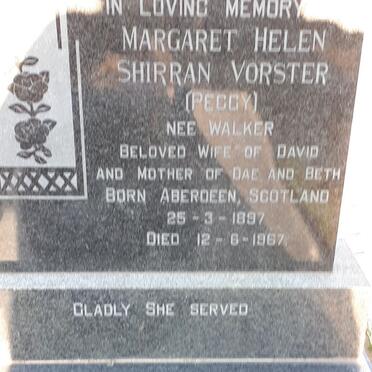 IN LOVING MEMORY
MARGARET HELEN
SHIRRAN VORSTER
(PEGGY)
NEE WALKER
BELOVED WIFE OF DAVID
AND MOTHER OF DAE AND BETH
BORN ABERDEEN, SCOTLAND
25-3-1897
DIED 12-6-1967
GLADLY SHE SERVED